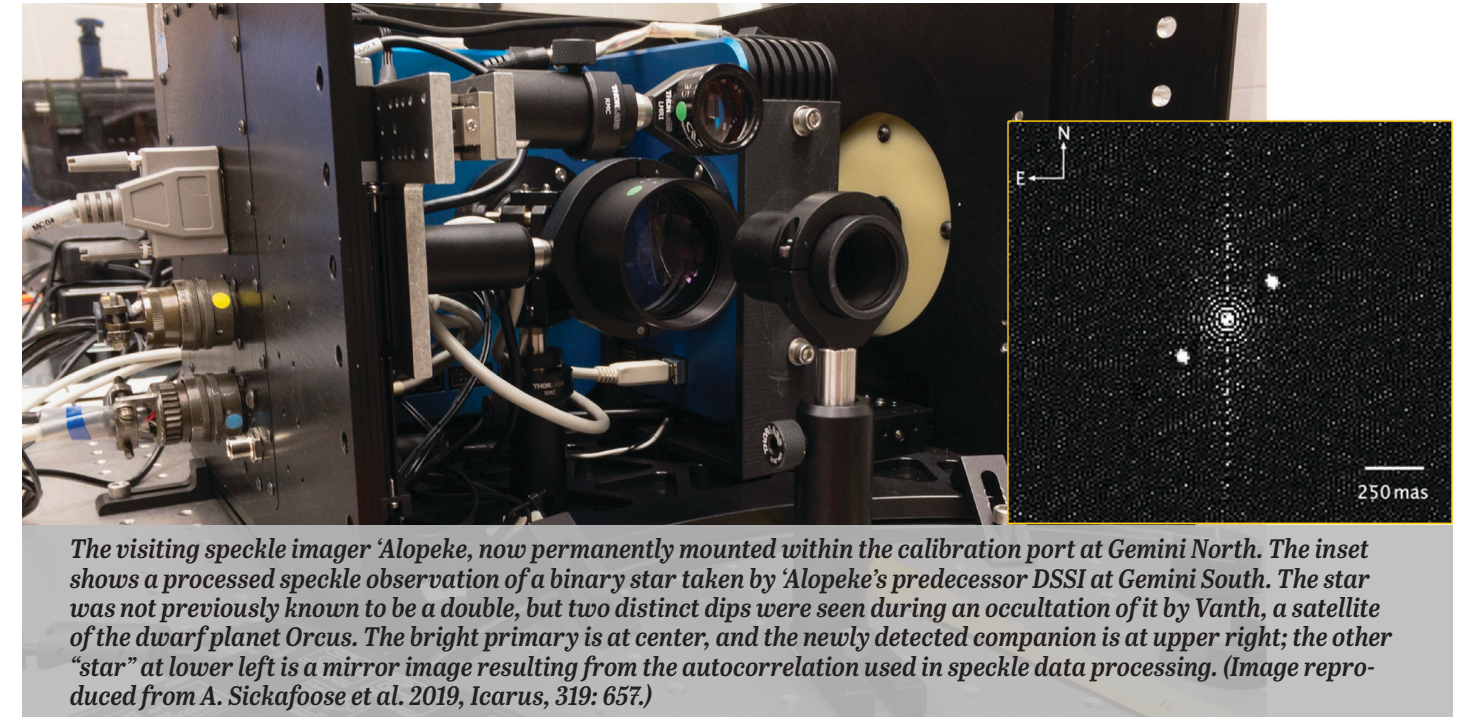 N
E
250 mas
THOR
RMC
The visiting speckle imager ‘Alopeke, now permanently mounted within the calibration port at Gemini North. The inset
shows a processed speckle observation of a binary star taken by ‘Alopeke’s predecessor DSSI at Gemini South. The star
was not previously known to be a double, but two distinct dips were seen during an occultation of it by Vanth, a satellite
of the dwarf planet Orcus. The bright primary is at center, and the newly detected companion is at upper right; the other
“star” at lower left is a mirror image resulting from the autocorrelation used in speckle data processing. (Image repro-
duced from A. Sickafoose et al. 2019, Icarus, 319: 657.)